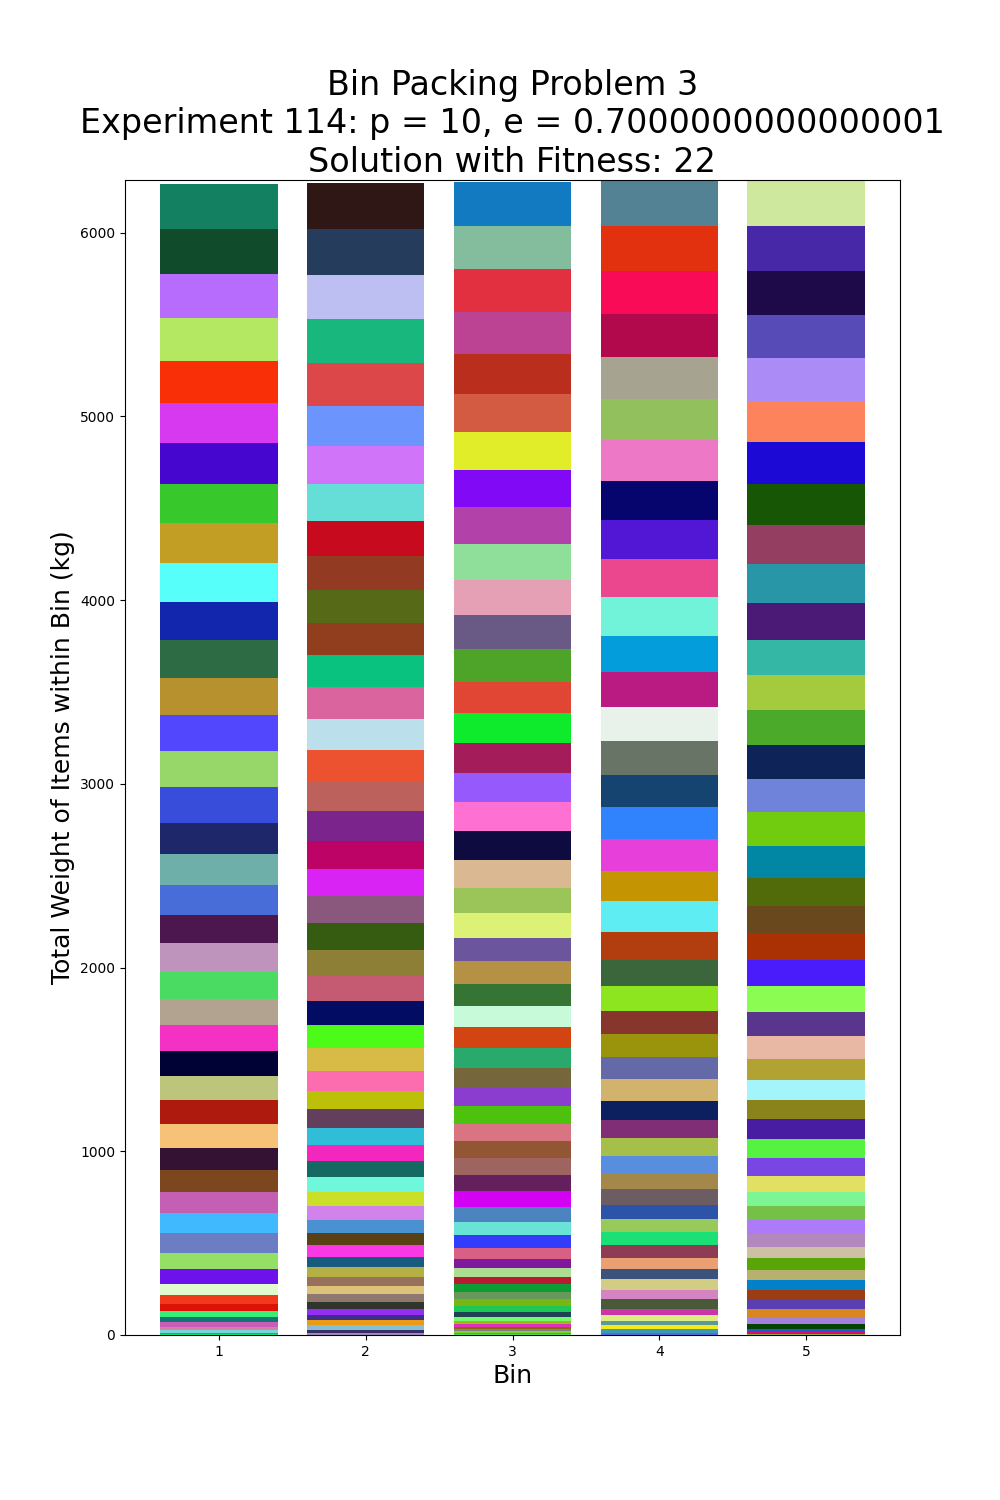 Bin Packing Problem 3
Experiment 114: p = 10, e = 0.7000000000000001
Solution with Fitness: 22
Total Weight of Items within Bin (kg)
6000
5000
4000
3000
2000
1000
0
1 2 3 4 5
Bin